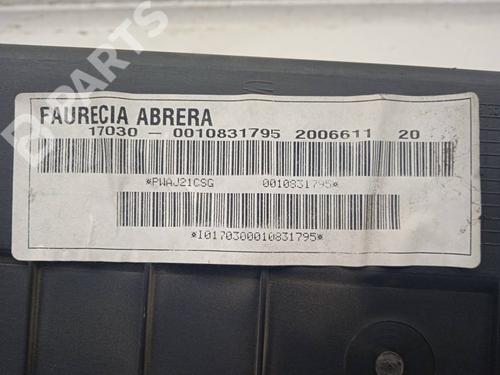 B-PARTS
FAURECIA ABRERA
17030 - 0010831795 2006611 20
*PWAJ21CSG 0010831795*
*I0170300010831795*